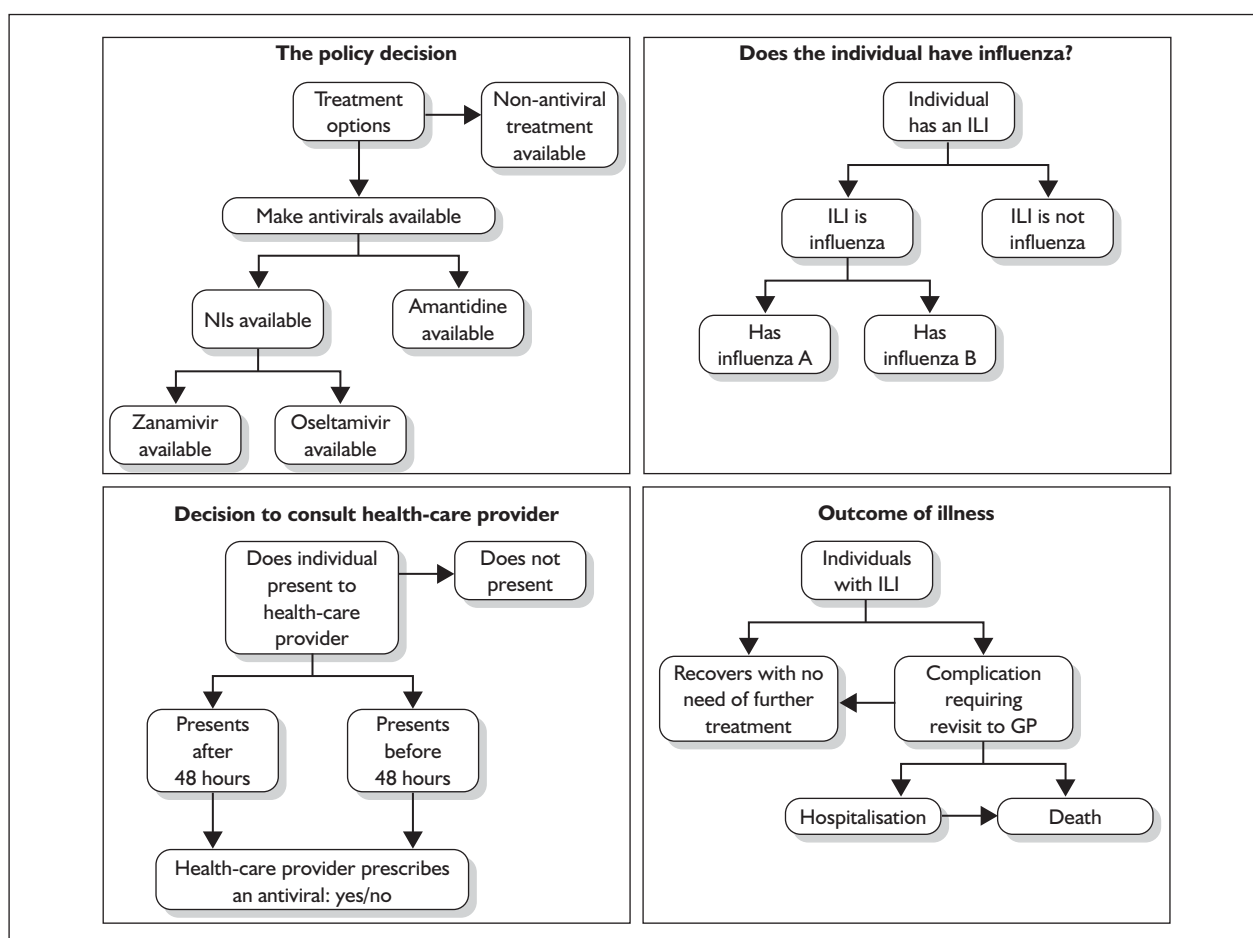 The policy decision
Treatment
options
Non-antiviral
treatment
available
Make antivirals available
NIs available
Amantidine
available
Zanamivir
available
Oseltamivir
available
Does the individual have influenza?
Individual
has an ILI
ILI is
influenza
ILI is not
influenza
Has
influenza A
Has
influenza B
Decision to consult health-care provider
Does individual
present to
health-care
provider
Does not
present
Presents
after
48 hours
Presents
before
48 hours
Health-care provider prescribes
an antiviral: yes/no
Outcome of illness
Individuals
with ILI
Recovers with no
need of further
treatment
Complication
requiring
revisit to GP
Hospitalisation
Death